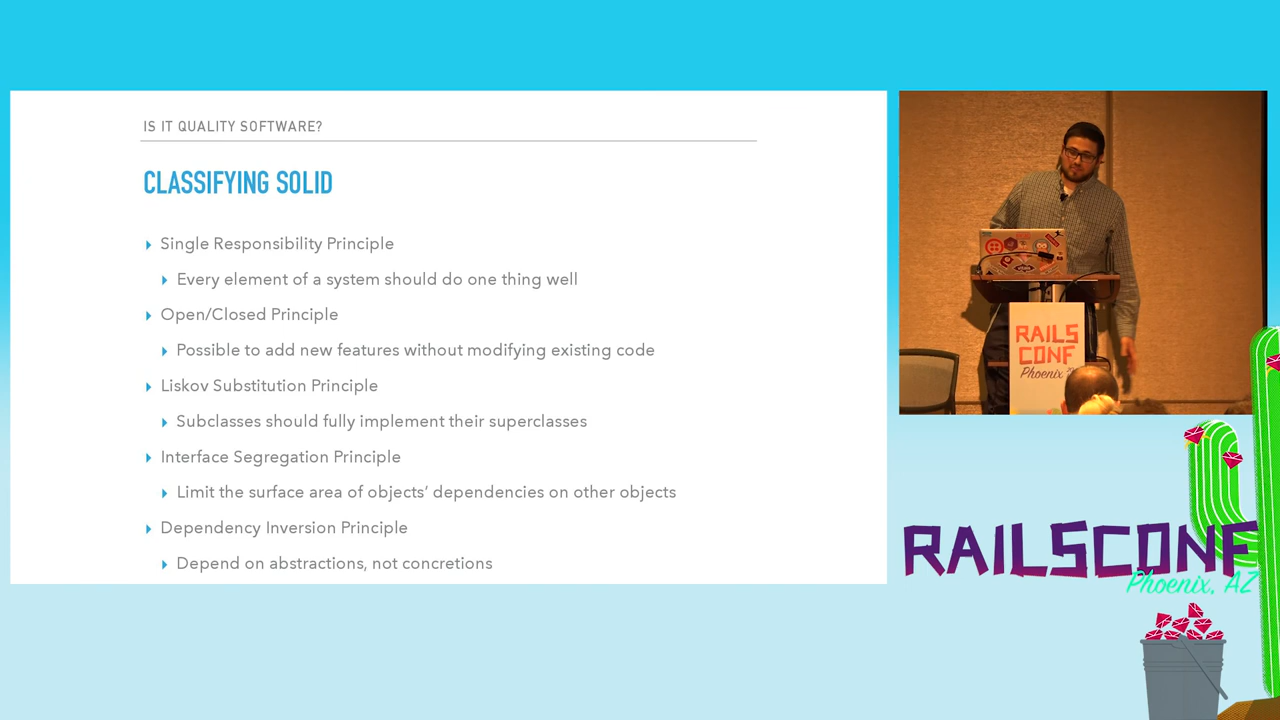 IS IT QUALITY SOFTWARE?
CLASSIFYING SOLID
Single Responsibility Principle
Every element of a system should do one thing well
Open/Closed Principle
Possible to add new features without modifying existing code
Liskov Substitution Principle
Subclasses should fully implement their superclasses
Interface Segregation Principle
Limit the surface area of objects’ dependencies on other objects
Dependency Inversion Principle
Depend on abstractions, not concretions
RAILS
CONF
Phoenix
RAILSCONF
Phoenix, AZ